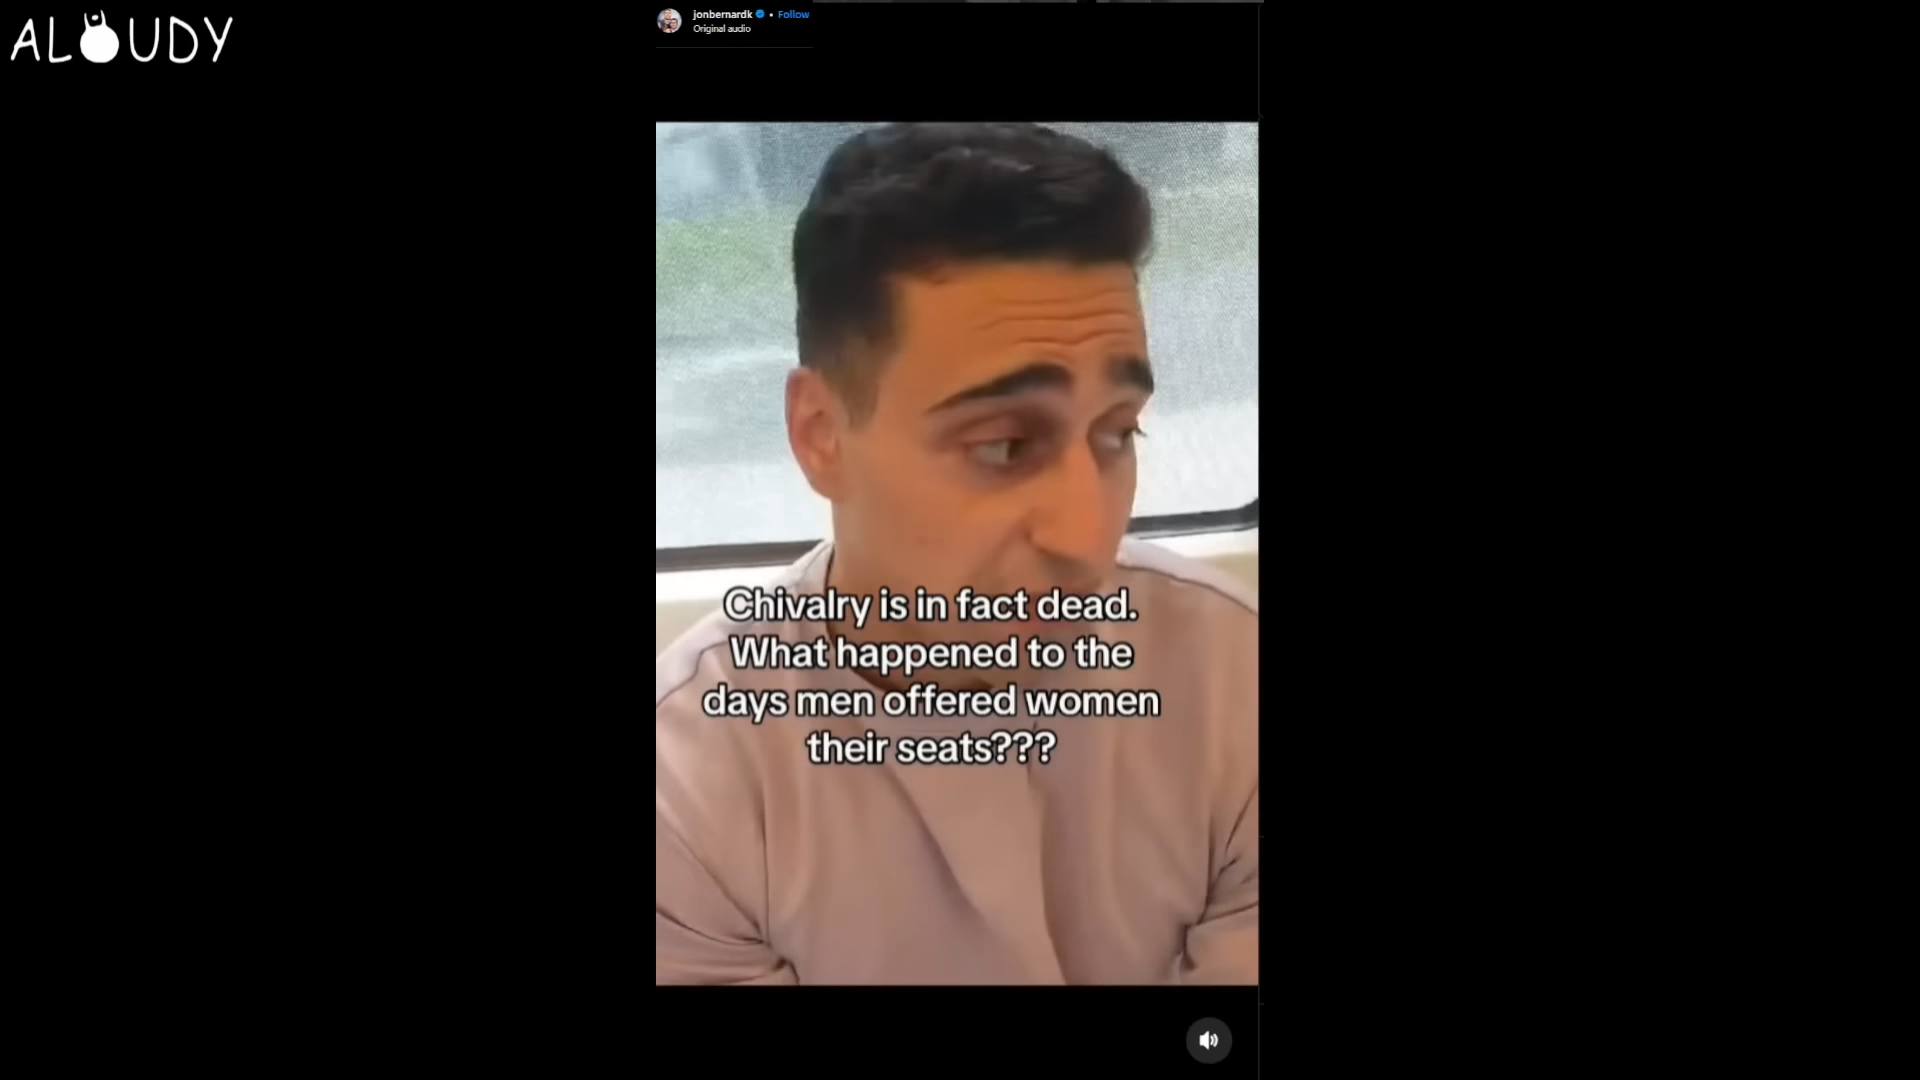 ALOUDY
jonbernardk • Follow
Original audio
Chivalry is in fact dead.
What happened to the
days men offered women
their seats???